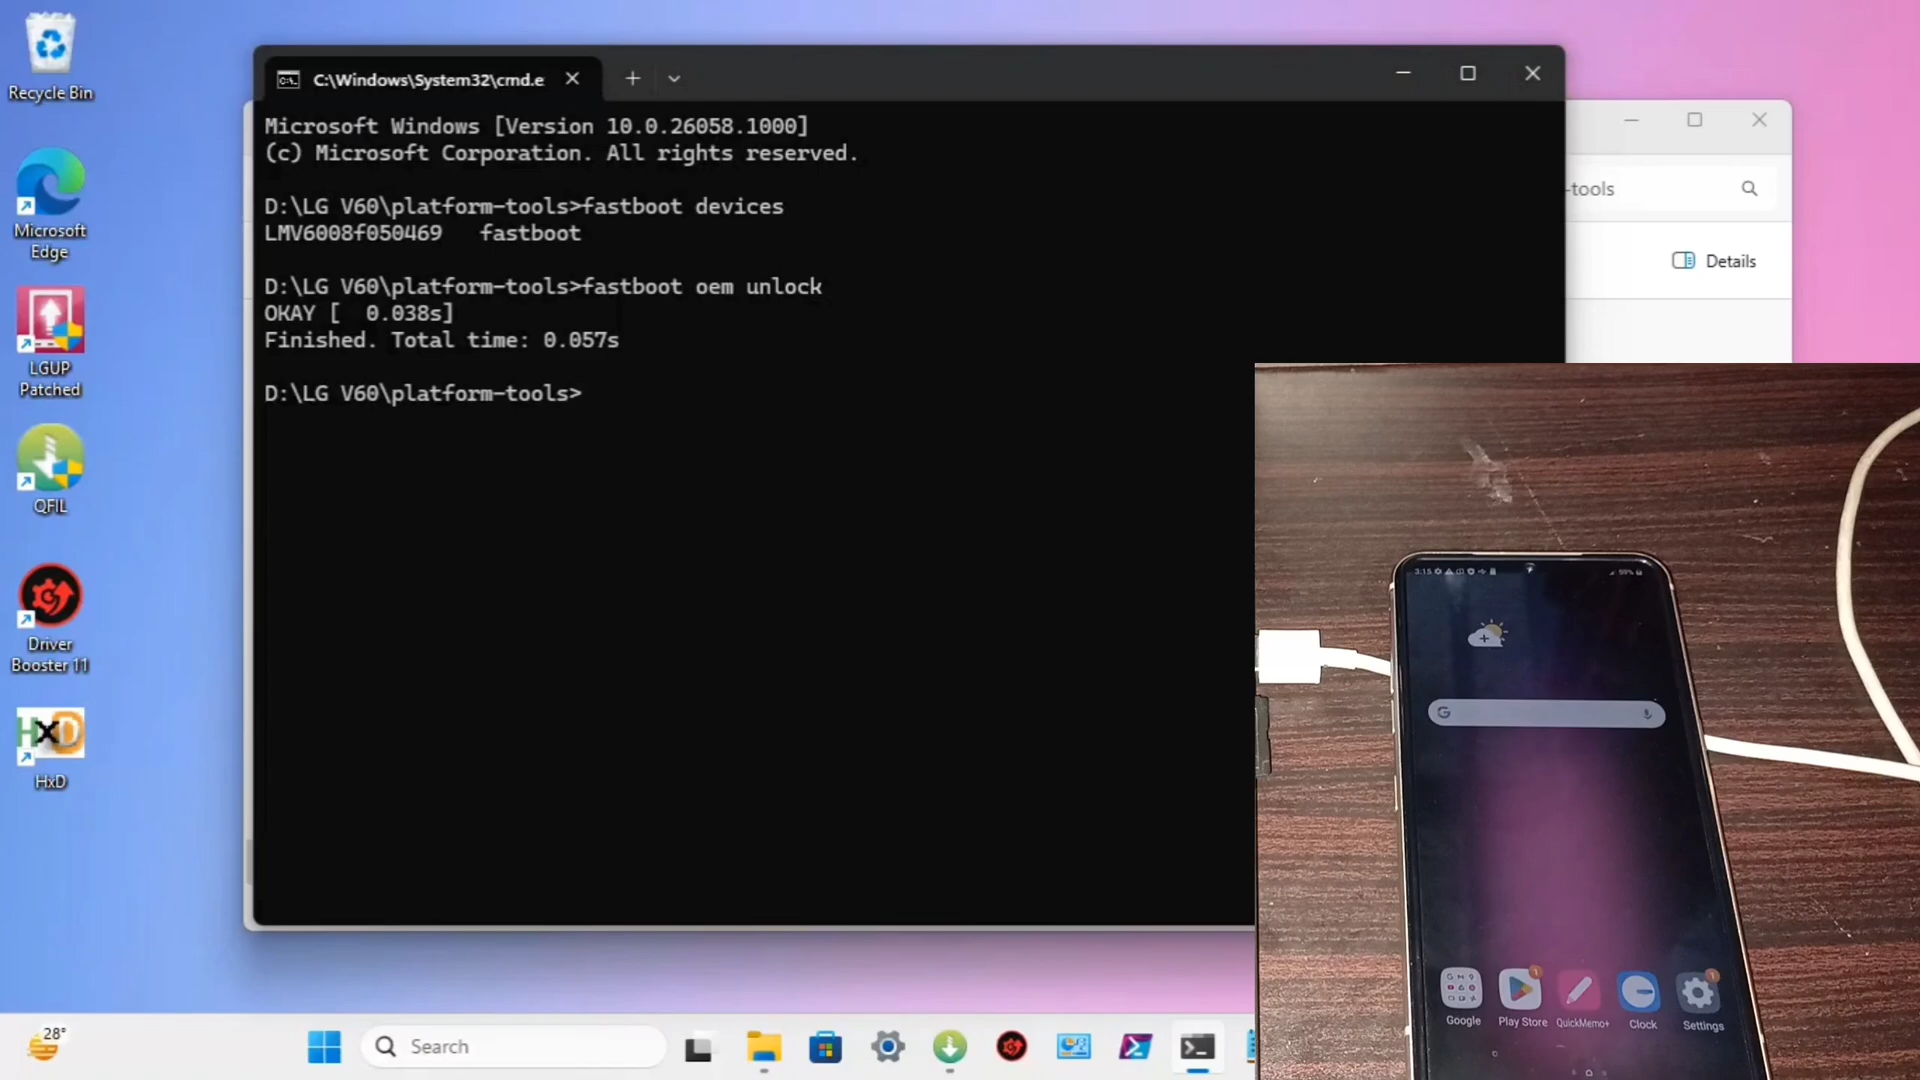 Recycle Bin
Microsoft
Edge
LGUP
Patched
QFIL
Driver
Booster 11
HxD
HxD
C:\Windows\System32\cmd.e
Microsoft Windows [Version 10.0.26058.1000]
(c) Microsoft Corporation. All rights reserved.
D:\LG V60\platform-tools>fastboot devices
LMV6008f050469   fastboot
D:\LG V60\platform-tools>fastboot oem unlock
OKAY [  0.038s]
Finished. Total time: 0.057s
D:\LG V60\platform-tools>
-tools
Details
3:15
Google
Play Store
QuickMemo+
Clock
Settings
28°
Search